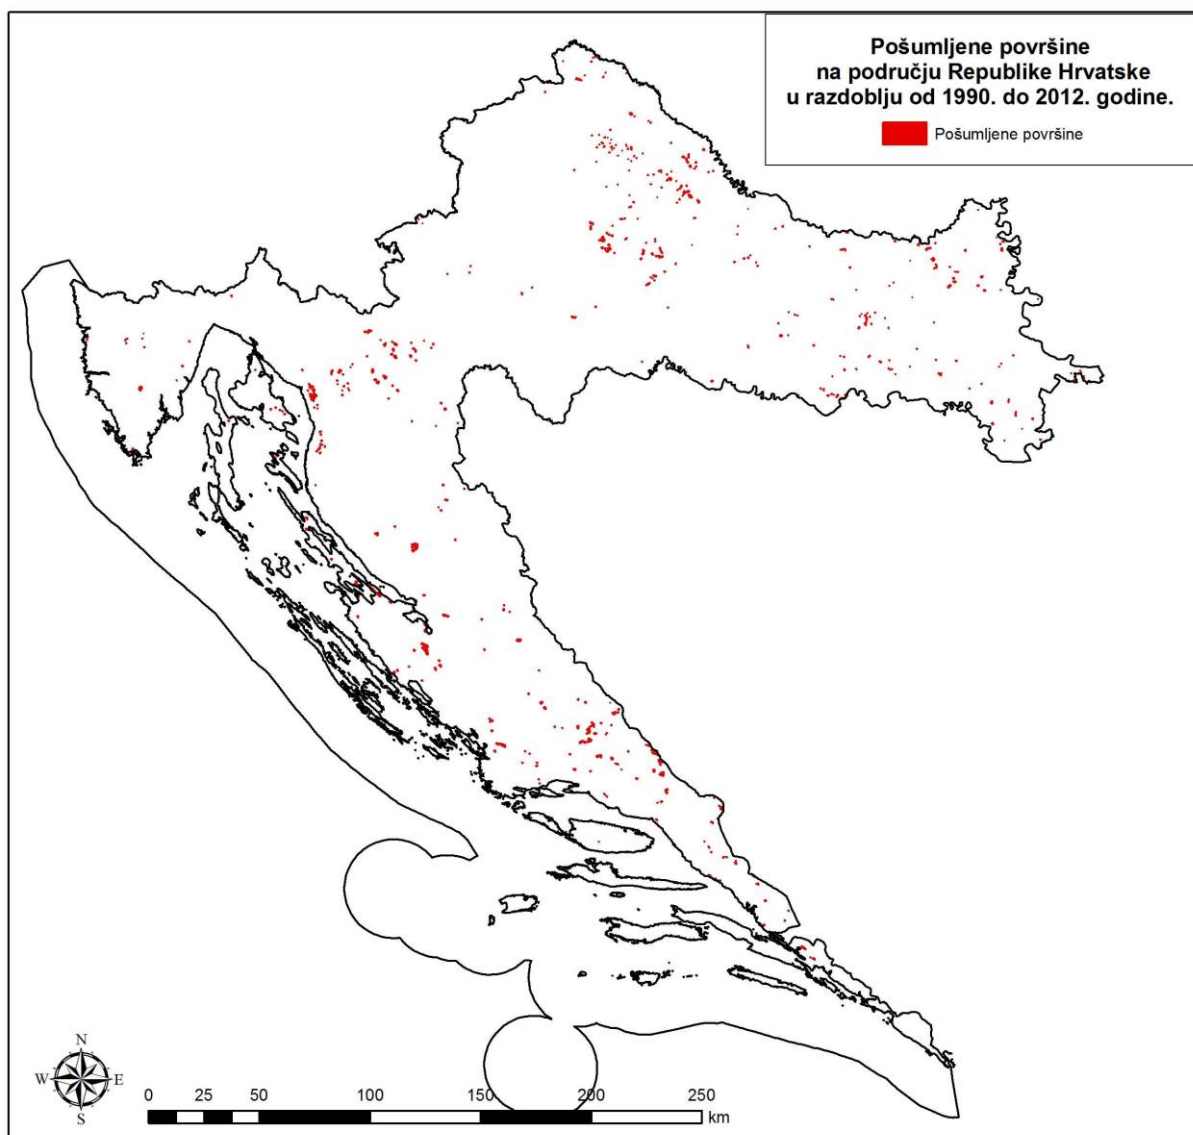 Pošumljene površine
na području Republike Hrvatske
u razdoblju od 1990. do 2012. godine.
Pošumljene površine
N
W E
S
0 25 50 100 150 200 250
km